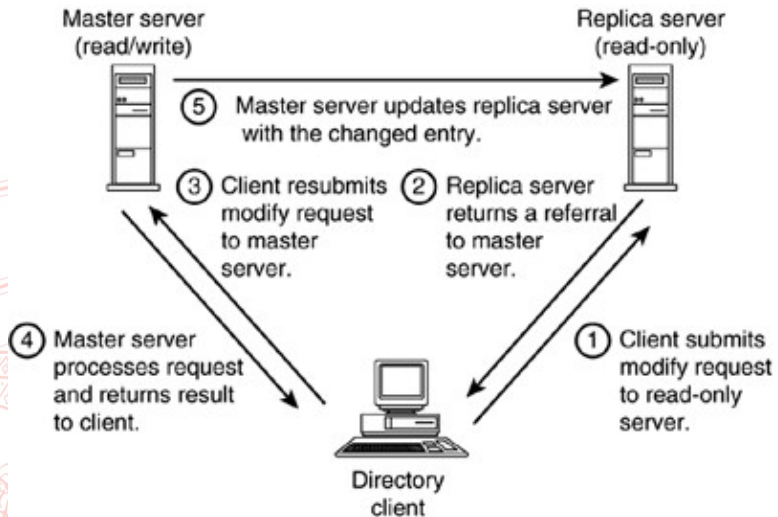 Master server
(read/write)
Replica server
(read-only)
5 Master server updates replica server
with the changed entry.
3 Client resubmits
modify request
to master
server.
2 Replica server
returns a referral
to master
server.
4 Master server
processes request
and returns result
to client.
1 Client submits
modify request
to read-only
server.
Directory
client